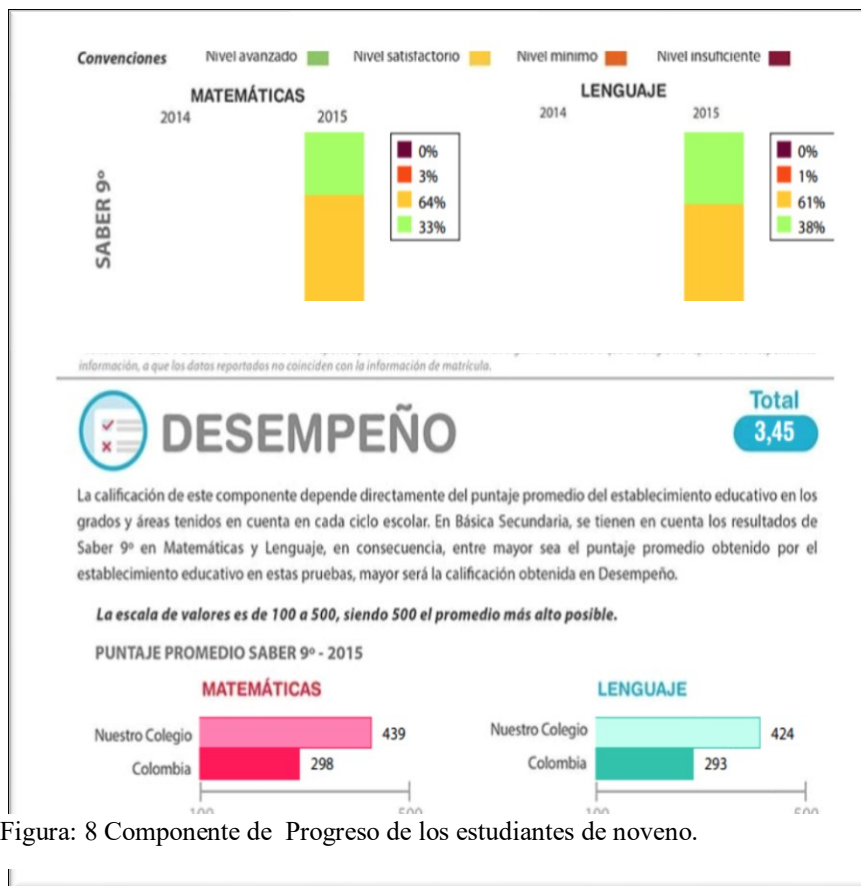 Convenciones Nivel avanzado Nivel satisfactorio Nivel mínimo Nivel insuficiente
MATEMÁTICAS LENGUAJE
2014 2015 2014 2015
SABER 9º
0% 0%
3% 1%
64% 61%
33% 38%
información, a que los datos reportados no coinciden con la información de matrícula.
DESEMPEÑO
Total
3,45
La calificación de este componente depende directamente del puntaje promedio del establecimiento educativo en los
grados y áreas tenidos en cuenta en cada ciclo escolar. En Básica Secundaria, se tienen en cuenta los resultados de
Saber 9º en Matemáticas y Lenguaje, en consecuencia, entre mayor sea el puntaje promedio obtenido por el
establecimiento educativo en estas pruebas, mayor será la calificación obtenida en Desempeño.
La escala de valores es de 100 a 500, siendo 500 el promedio más alto posible.
PUNTAJE PROMEDIO SABER 9º - 2015
MATEMÁTICAS LENGUAJE
Nuestro Colegio 439 Nuestro Colegio 424
Colombia 298 Colombia 293
100 500 100 500
Figura: 8 Componente de Progreso de los estudiantes de noveno.